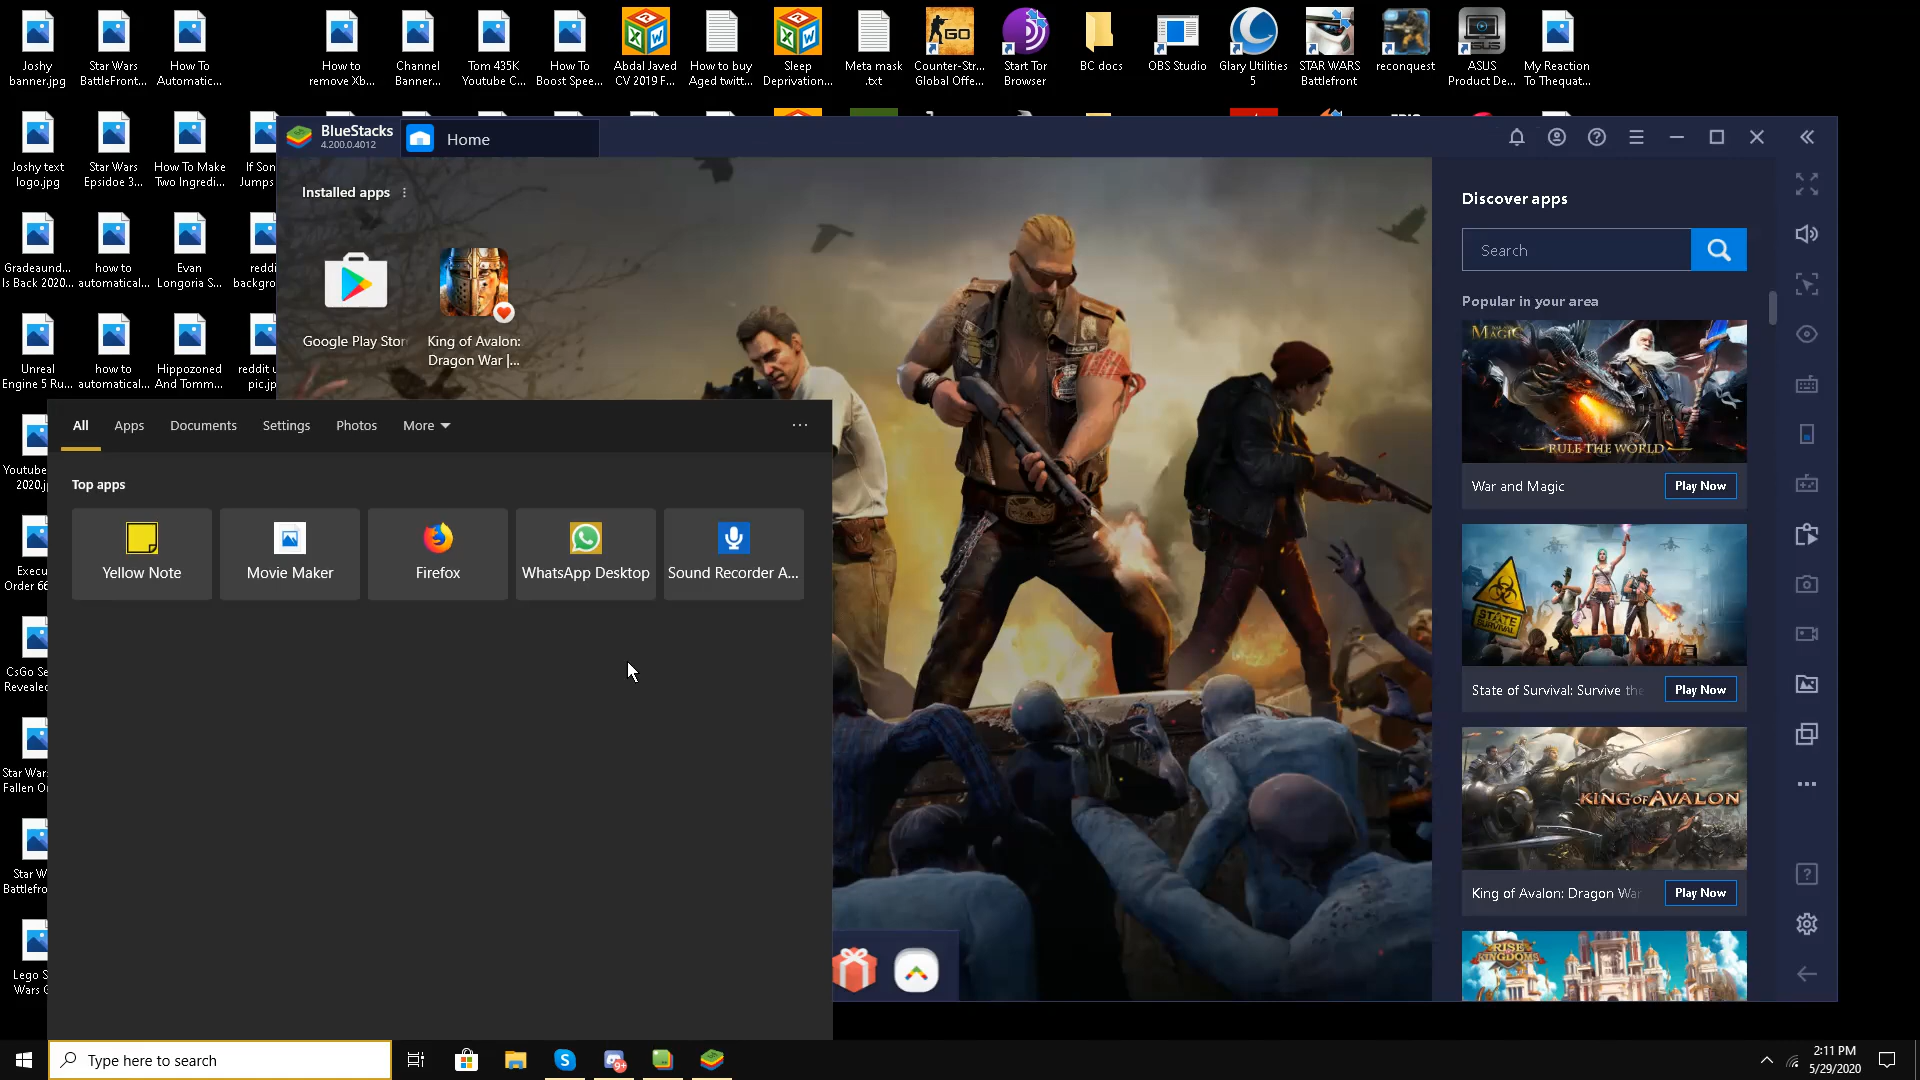 Joshy
banner.jpg
Star Wars
BattleFront...
How To
Automatic...
How to
remove Xb...
Channel
Banner...
Tom 435K
Youtube C...
How To
Boost Spee...
Abdal Javed
CV 2019 F...
How to buy
Aged twitt...
Sleep
Deprivation...
Meta mask
.txt
Counter-Str...
Global Offe...
Start Tor
Browser
BC docs
OBS Studio
Glary Utilities
5
STAR WARS
Battlefront
reconquest
ASUS
Product De...
My Reaction
To Thequat...
Joshy text
logo.jpg
Star Wars
Epsidoe 3...
How To Make
Two Ingredi...
If Son
Jumps
Gradeaund...
Is Back 2020...
how to
automatical...
Evan
Longoria S...
reddi
backgro
Unreal
Engine 5 Ru...
how to
automatical...
Hippozoned
And Tomm...
reddit u
pic.jp
Youtube
2020.j
Execu
Order 66
CsGo Se
Revealed
Star War
Fallen O
Star W
Battlefro
Lego S
Wars G
BlueStacks
4.200.0.4012
Home
Installed apps
Google Play Stor
King of Avalon:
Dragon War |...
Discover apps
Search
Popular in your area
MAGIC
RULE THE WORLD
War and Magic
Play Now
STATE
SURVIVAL
State of Survival: Survive the
Play Now
KING OF AVALON
King of Avalon: Dragon War
Play Now
RISE OF
KINGDOMS
All
Apps
Documents
Settings
Photos
More
Top apps
Yellow Note
Movie Maker
Firefox
WhatsApp Desktop
Sound Recorder A...
Type here to search
9+
2:11 PM
5/29/2020